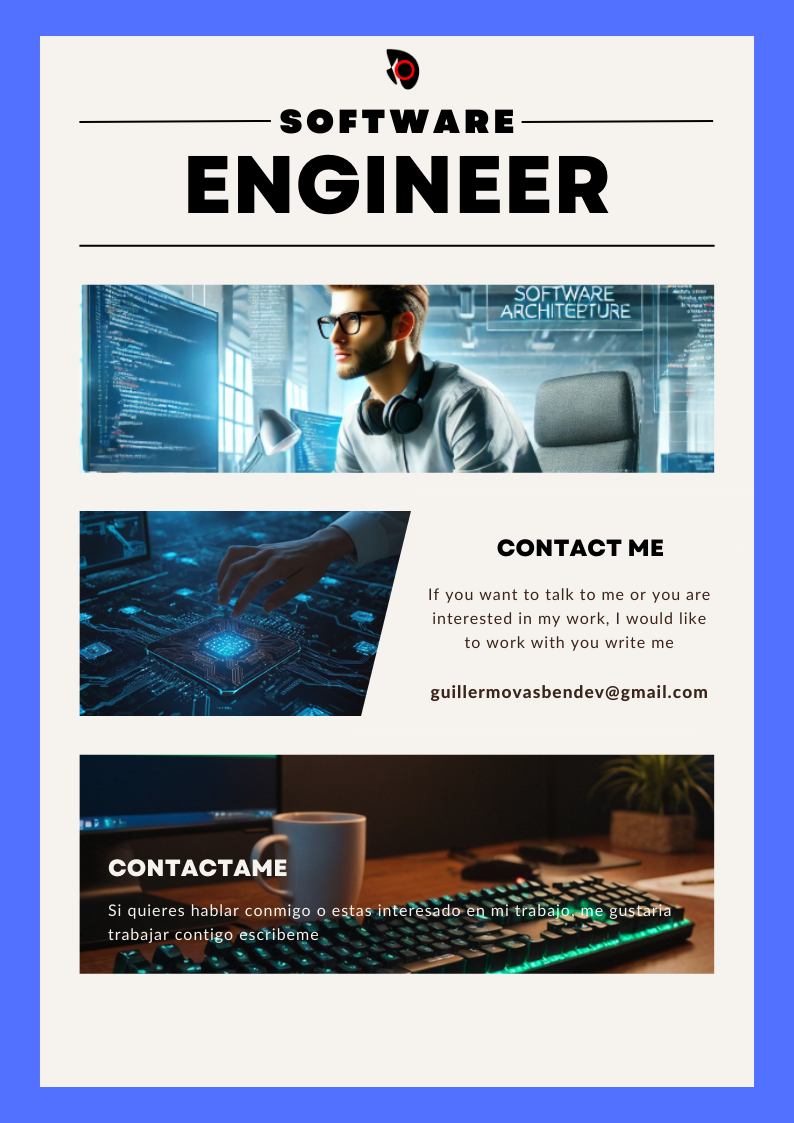 SOFTWARE
ENGINEER
SOFTWARE
ARCHITEPTURE
CONTACT ME
If you want to talk to me or you are
interested in my work, I would like
to work with you write me
guillermovasbendev@gmail.com
CONTACTAME
Si quieres hablar conmigo o estas interesado en mi trabajo, me gustaria
trabajar contigo escribeme